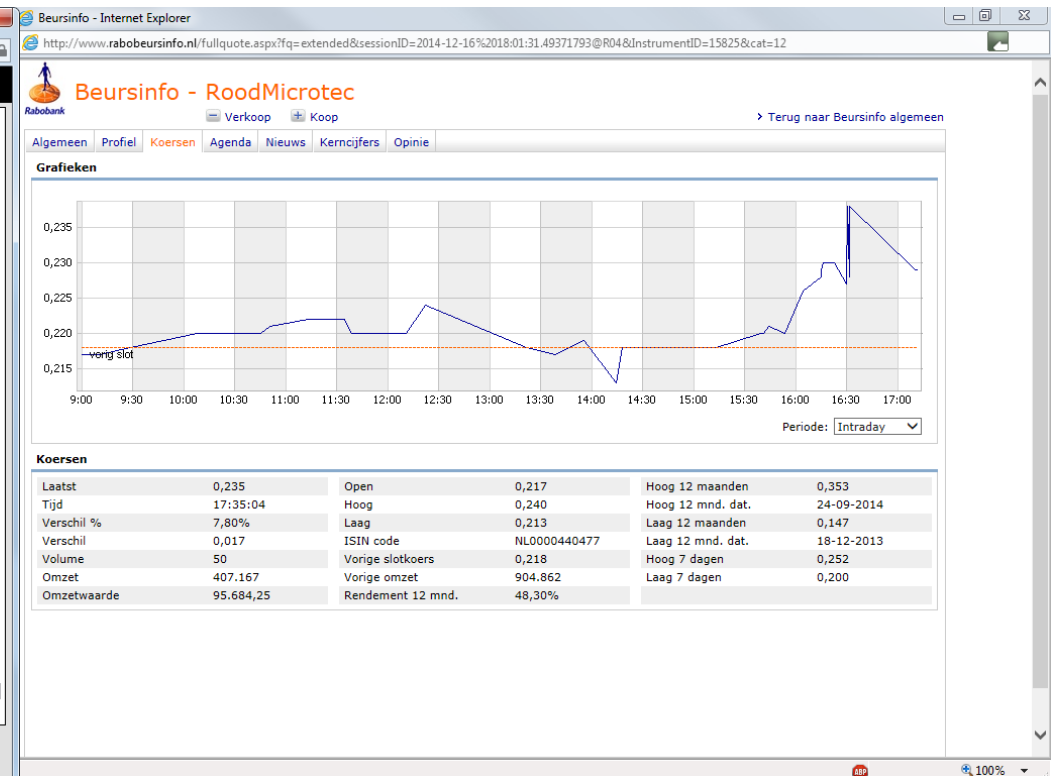 Beursinfo - Internet Explorer
http://www.rabobeursinfo.nl/fullquote.aspx?fq=extended&sessionID=2014-12-16%2018:01:31.49371793@R04&InstrumentID=15825&cat=12
Rabobank
Beursinfo - RoodMicrotec
Verkoop Koop
> Terug naar Beursinfo algemeen
Algemeen Profiel Koersen Agenda Nieuws Kerncijfers Opinie
Grafieken
0,235
0,230
0,225
0,220
vorig slot
0,215
9:00 9:30 10:00 10:30 11:00 11:30 12:00 12:30 13:00 13:30 14:00 14:30 15:00 15:30 16:00 16:30 17:00
Periode: Intraday
Koersen
Laatst 0,235 Open 0,217 Hoog 12 maanden 0,353
Tijd 17:35:04 Hoog 0,240 Hoog 12 mnd. dat. 24-09-2014
Verschil % 7,80% Laag 0,213 Laag 12 maanden 0,147
Verschil 0,017 ISIN code NL0000440477 Laag 12 mnd. dat. 18-12-2013
Volume 50 Vorige slotkoers 0,218 Hoog 7 dagen 0,252
Omzet 407.167 Vorige omzet 904.862 Laag 7 dagen 0,200
Omzetwaarde 95.684,25 Rendement 12 mnd. 48,30%
ABP
100%